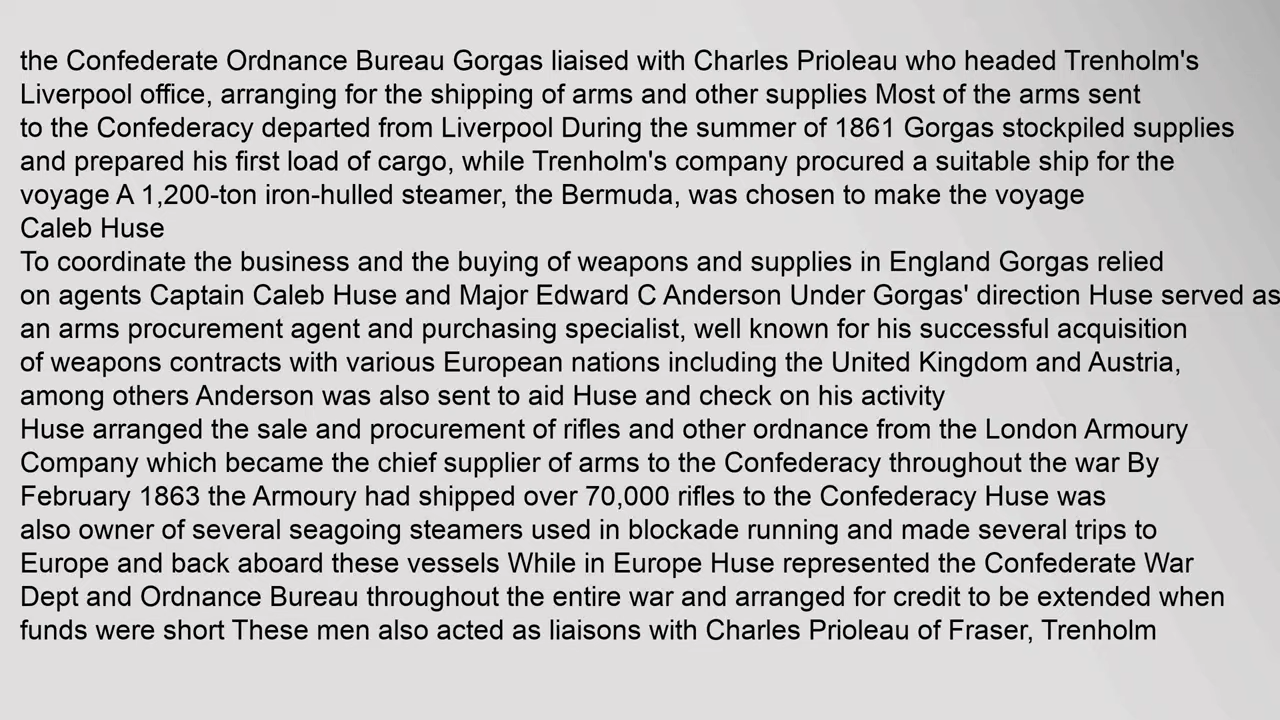 the Confederate Ordnance Bureau Gorgas liaised with Charles Prioleau who headed Trenholm's
Liverpool office, arranging for the shipping of arms and other supplies Most of the arms sent
to the Confederacy departed from Liverpool During the summer of 1861 Gorgas stockpiled supplies
and prepared his first load of cargo, while Trenholm's company procured a suitable ship for the
voyage A 1,200-ton iron-hulled steamer, the Bermuda, was chosen to make the voyage
Caleb Huse
To coordinate the business and the buying of weapons and supplies in England Gorgas relied
on agents Captain Caleb Huse and Major Edward C Anderson Under Gorgas' direction Huse served as
an arms procurement agent and purchasing specialist, well known for his successful acquisition
of weapons contracts with various European nations including the United Kingdom and Austria,
among others Anderson was also sent to aid Huse and check on his activity
Huse arranged the sale and procurement of rifles and other ordnance from the London Armoury
Company which became the chief supplier of arms to the Confederacy throughout the war By
February 1863 the Armoury had shipped over 70,000 rifles to the Confederacy Huse was
also owner of several seagoing steamers used in blockade running and made several trips to
Europe and back aboard these vessels While in Europe Huse represented the Confederate War
Dept and Ordnance Bureau throughout the entire war and arranged for credit to be extended when
funds were short These men also acted as liaisons with Charles Prioleau of Fraser, Trenholm